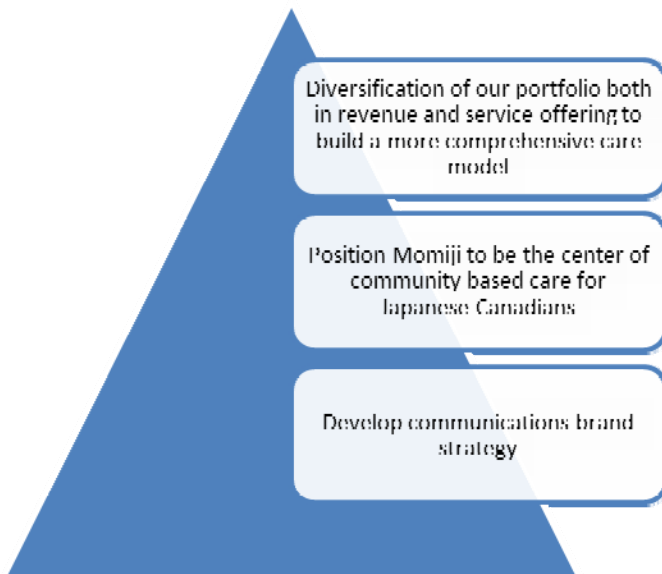 Diversification of our portfolio both
in revenue and service offering to
build a more comprehensive care
model
Position Momiji to be the center of
community based care for
Japanese Canadians
Develop communications brand
strategy